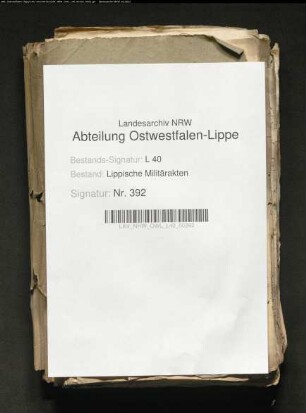 Landesarchiv NRW
Abteilung Ostwestfalen-Lippe
Bestands-Signatur: L 40
Bestand: Lippische Militärakten
Signatur: Nr. 392